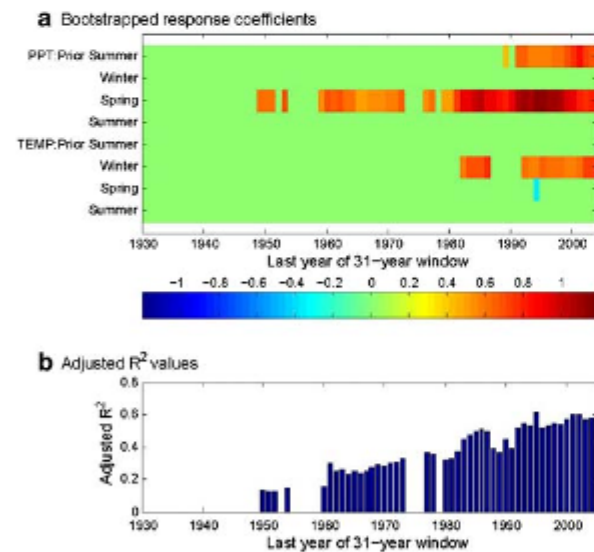 a Bootstrapped response coefficients
PPT:Prior Summer
Winter
Spring
Summer
TEMP:Prior Summer
Winter
Spring
Summer
1930 1940 1950 1960 1970 1980 1990 2000
Last year of 31-year window
-1 -0.8 -0.6 -0.4 -0.2 0 0.2 0.4 0.6 0.8 1
b Adjusted R² values
0.8
0.6
0.4
0.2
0
Adjusted R²
1930 1940 1950 1960 1970 1980 1990 2000
Last year of 31-year window